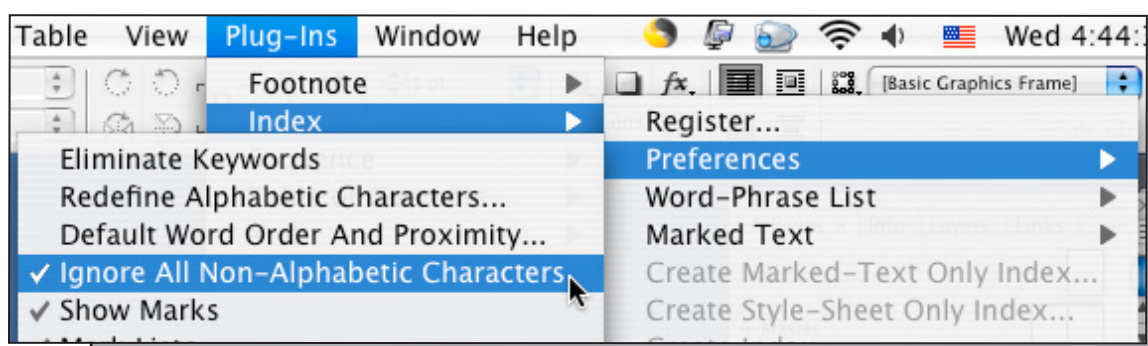 Table View Plug-Ins Window Help Wed 4:44:
Footnote fx. [Basic Graphics Frame]
Index
Register...
Eliminate Keywords
Preferences
Redefine Alphabetic Characters...
Word-Phrase List
Default Word Order And Proximity...
Marked Text
Ignore All Non-Alphabetic Characters
Create Marked-Text Only Index...
Show Marks
Create Style-Sheet Only Index...